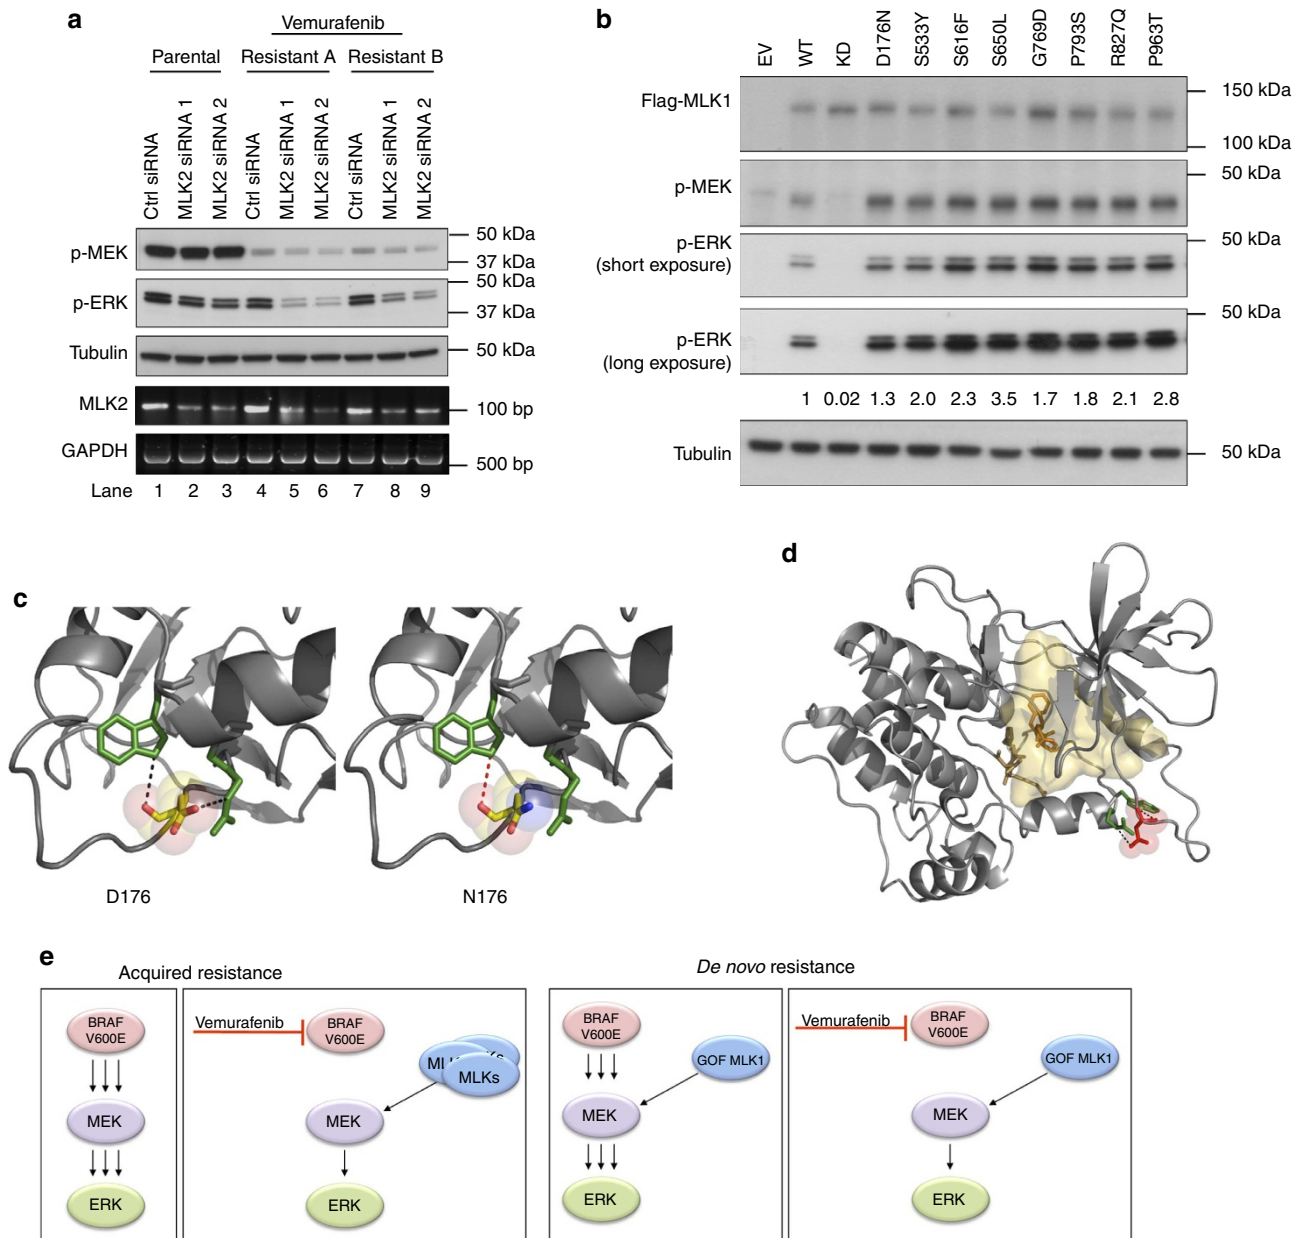 a
Vemurafenib
Parental Resistant A Resistant B
Ctrl siRNA
MLK2 siRNA 1
MLK2 siRNA 2
Ctrl siRNA
MLK2 siRNA 1
MLK2 siRNA 2
Ctrl siRNA
MLK2 siRNA 1
MLK2 siRNA 2
p-MEK
50 kDa
37 kDa
p-ERK
50 kDa
37 kDa
Tubulin
50 kDa
MLK2
100 bp
GAPDH
500 bp
Lane 1 2 3 4 5 6 7 8 9
b
EV
WT
KD
D176N
S533Y
S616F
S650L
G769D
P793S
R827Q
P963T
Flag-MLK1
150 kDa
100 kDa
p-MEK
50 kDa
p-ERK
(short exposure)
50 kDa
p-ERK
(long exposure)
50 kDa
1 0.02 1.3 2.0 2.3 3.5 1.7 1.8 2.1 2.8
Tubulin
50 kDa
c
D176
N176
d
e
Acquired resistance
BRAF
V600E
MEK
ERK
Vemurafenib
BRAF
V600E
MLKs
MEK
ERK
De novo resistance
BRAF
V600E
GOF MLK1
MEK
ERK
Vemurafenib
BRAF
V600E
GOF MLK1
MEK
ERK